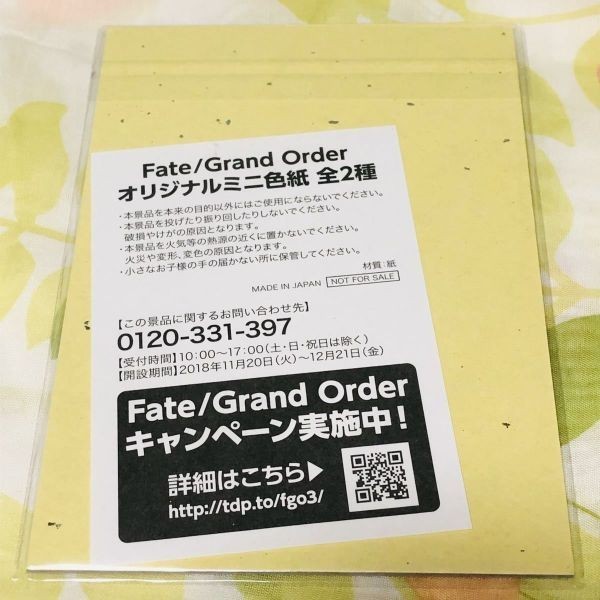 Fate/Grand Order
オリジナルミニ色紙 全2種
・本景品を本来の目的以外にはご使用にならないでください。
・本景品を投げたり振り回したりしないでください。
破損やけがの原因となります。
・本景品を火気等の熱源の近くに置かないでください。
火災や変形、変色の原因となります。
・小さなお子様の手の届かない所に保管してください。
材質:紙
MADE IN JAPAN NOT FOR SALE
【この景品に関するお問い合わせ先】
0120-331-397
【受付時間】10:00~17:00(土・日・祝日は除く)
【開設期間】2018年11月20日(火)~12月21日(金)
Fate/Grand Order
キャンペーン実施中!
詳細はこちら▶
http://tdp.to/fgo3/